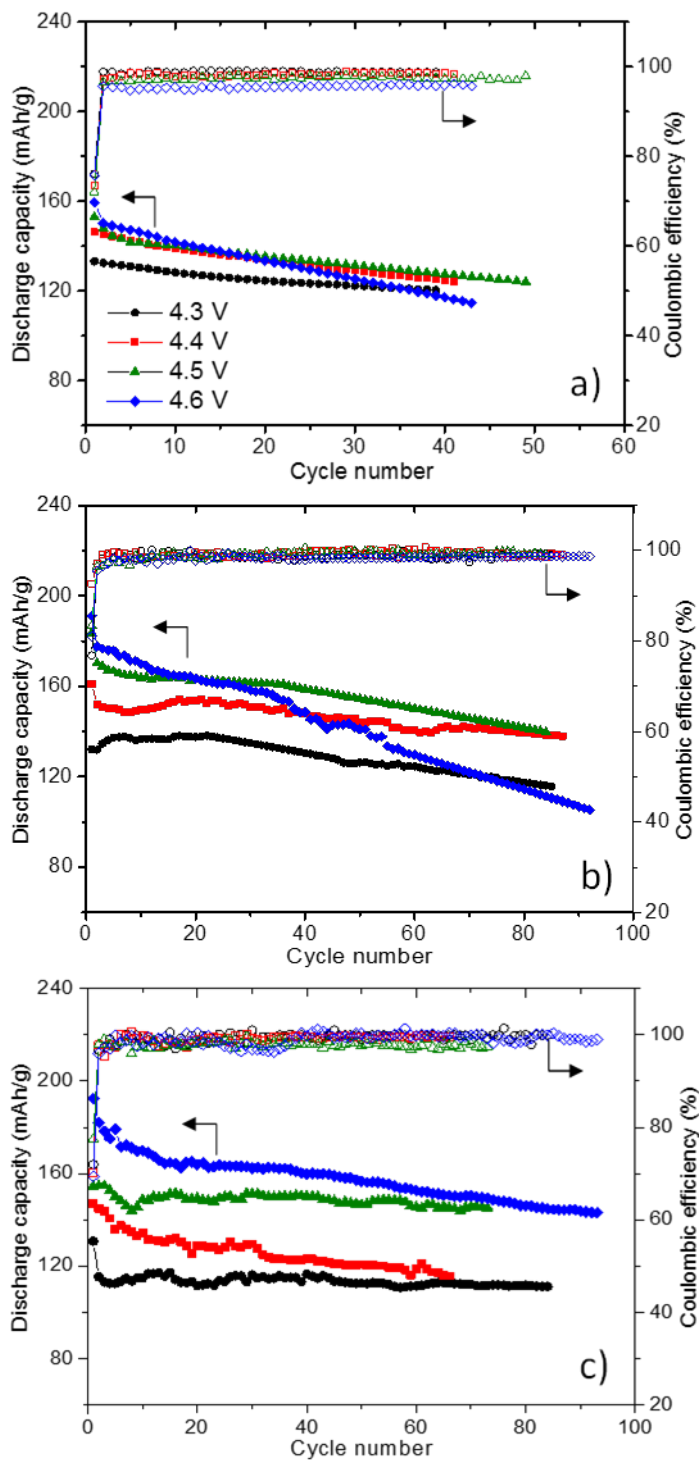 240
200
160
120
80
Discharge capacity (mAh/g)
100
80
60
40
20
Coulombic efficiency (%)
4.3 V
4.4 V
4.5 V
4.6 V
a)
0 10 20 30 40 50 60
Cycle number
240
200
160
120
80
Discharge capacity (mAh/g)
100
80
60
40
20
Coulombic efficiency (%)
b)
0 20 40 60 80 100
Cycle number
240
200
160
120
80
Discharge capacity (mAh/g)
100
80
60
40
20
Coulombic efficiency (%)
c)
0 20 40 60 80 100
Cycle number